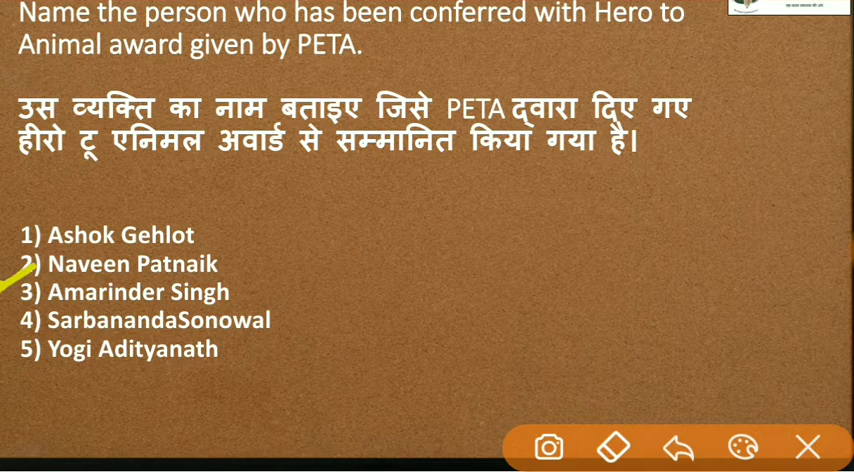 Name the person who has been conferred with Hero to
Animal award given by PETA.
उस व्यक्ति का नाम बताइए जिसे PETA द्वारा दिए गए
हीरो टू एनिमल अवार्ड से सम्मानित किया गया है।
1) Ashok Gehlot
2) Naveen Patnaik
3) Amarinder Singh
4) SarbanandaSonowal
5) Yogi Adityanath